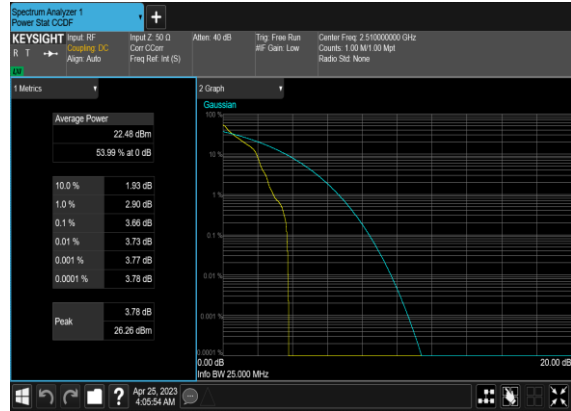 Spectrum Analyzer 1
Power Stat CCDF
KEYSIGHT
R T
LV
Input: RF
Coupling: DC
Align: Auto
Input Z: 50 Ω
Corr CCorr
Freq Ref: Int (S)
Atten: 40 dB
Trig: Free Run
#IF Gain: Low
Center Freq: 2.510000000 GHz
Counts: 1.00 M/1.00 Mpt
Radio Std: None
1 Metrics
Average Power
22.48 dBm
53.99 % at 0 dB
10.0 % 1.93 dB
1.0 % 2.90 dB
0.1 % 3.66 dB
0.01 % 3.73 dB
0.001 % 3.77 dB
0.0001 % 3.78 dB
Peak
3.78 dB
26.26 dBm
2 Graph
Gaussian
100 %
10 %
1 %
0.1 %
0.01 %
0.001 %
0.0001 %
0.00 dB 20.00 dB
Info BW 25.000 MHz
Apr 25, 2023
4:05:54 AM